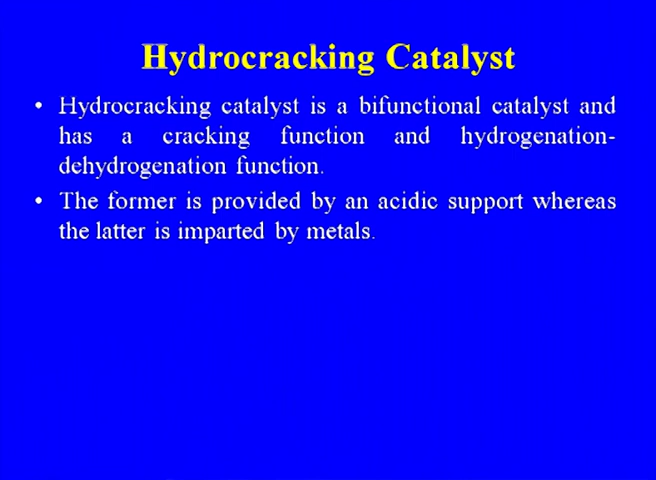 Hydrocracking Catalyst
• Hydrocracking catalyst is a bifunctional catalyst and
has a cracking function and hydrogenation-
dehydrogenation function.
• The former is provided by an acidic support whereas
the latter is imparted by metals.